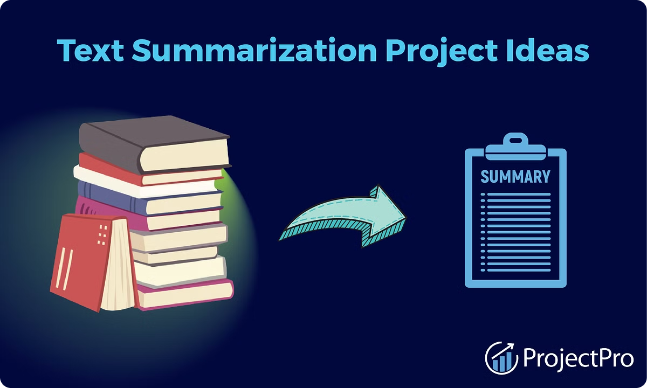 Text Summarization Project Ideas
SUMMARY
ProjectPro